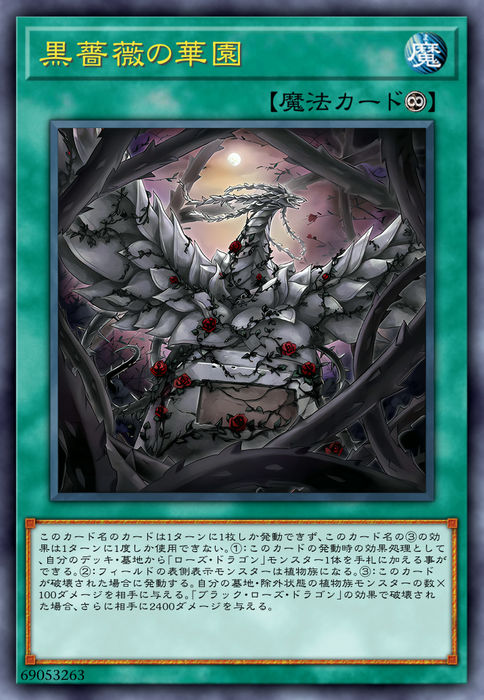 黒薔薇の華園
魔
【魔法カード】
このカード名のカードは1ターンに1枚しか発動できず、このカード名の③の効
果は1ターンに1度しか使用できない。①:このカードの発動時の効果処理として、
自分のデッキ・墓地から「ローズ・ドラゴン」モンスター1体を手札に加える事が
できる。②:フィールドの表側表示モンスターは植物族になる。③:このカード
が破壊された場合に発動する。自分の墓地・除外状態の植物族モンスターの数×
100ダメージを相手に与える。「ブラック・ローズ・ドラゴン」の効果で破壊され
た場合、さらに相手に2400ダメージを与える。
69053263